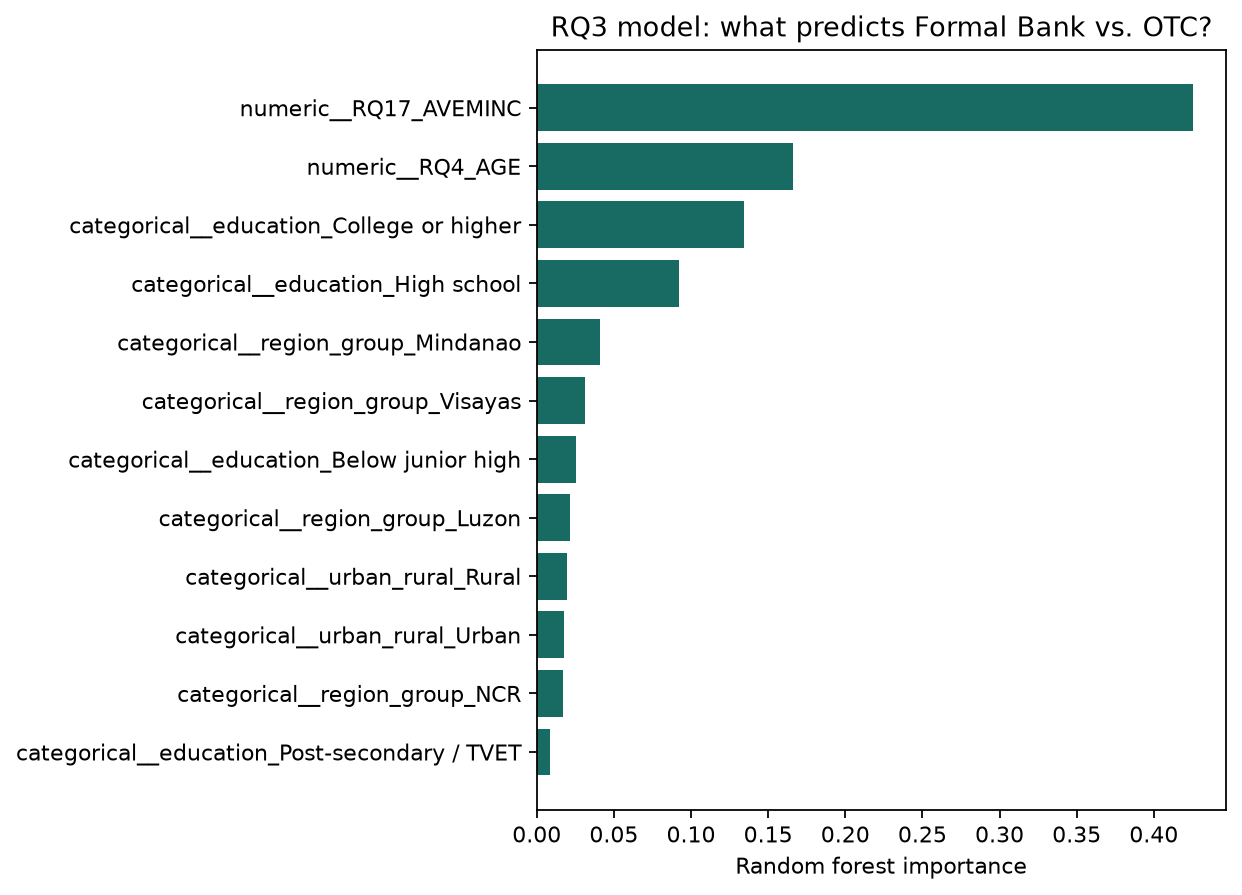 RQ3 model: what predicts Formal Bank vs. OTC?
numeric__RQ17_AVEMINC
numeric__RQ4_AGE
categorical__education_College or higher
categorical__education_High school
categorical__region_group_Mindanao
categorical__region_group_Visayas
categorical__education_Below junior high
categorical__region_group_Luzon
categorical__urban_rural_Rural
categorical__urban_rural_Urban
categorical__region_group_NCR
categorical__education_Post-secondary / TVET
0.00 0.05 0.10 0.15 0.20 0.25 0.30 0.35 0.40
Random forest importance